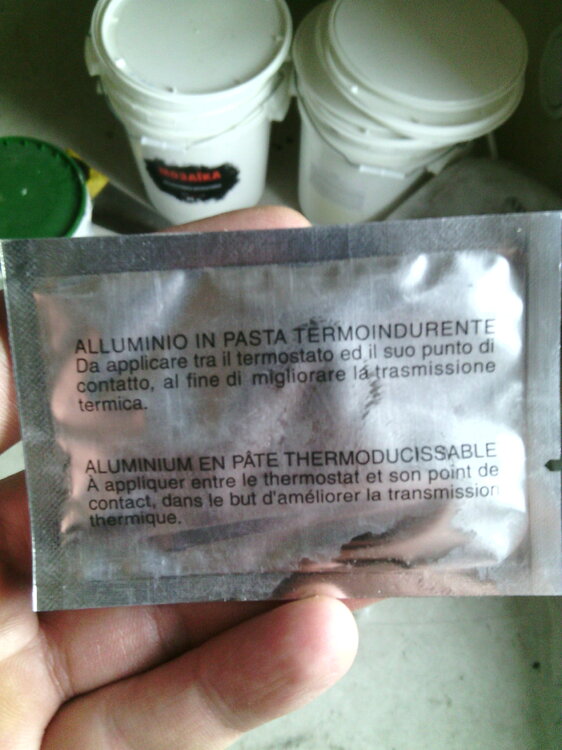 MOSAÏKA
ALLUMINIO IN PASTA TERMOINDURENTE
Da applicare tra il termostato ed il suo punto di
contatto, al fine di migliorare la trasmissione
termica.
ALUMINIUM EN PÂTE THERMODUCISSABLE
À appliquer entre le thermostat et son point de
contact, dans le but d'améliorer la transmission
thermique.